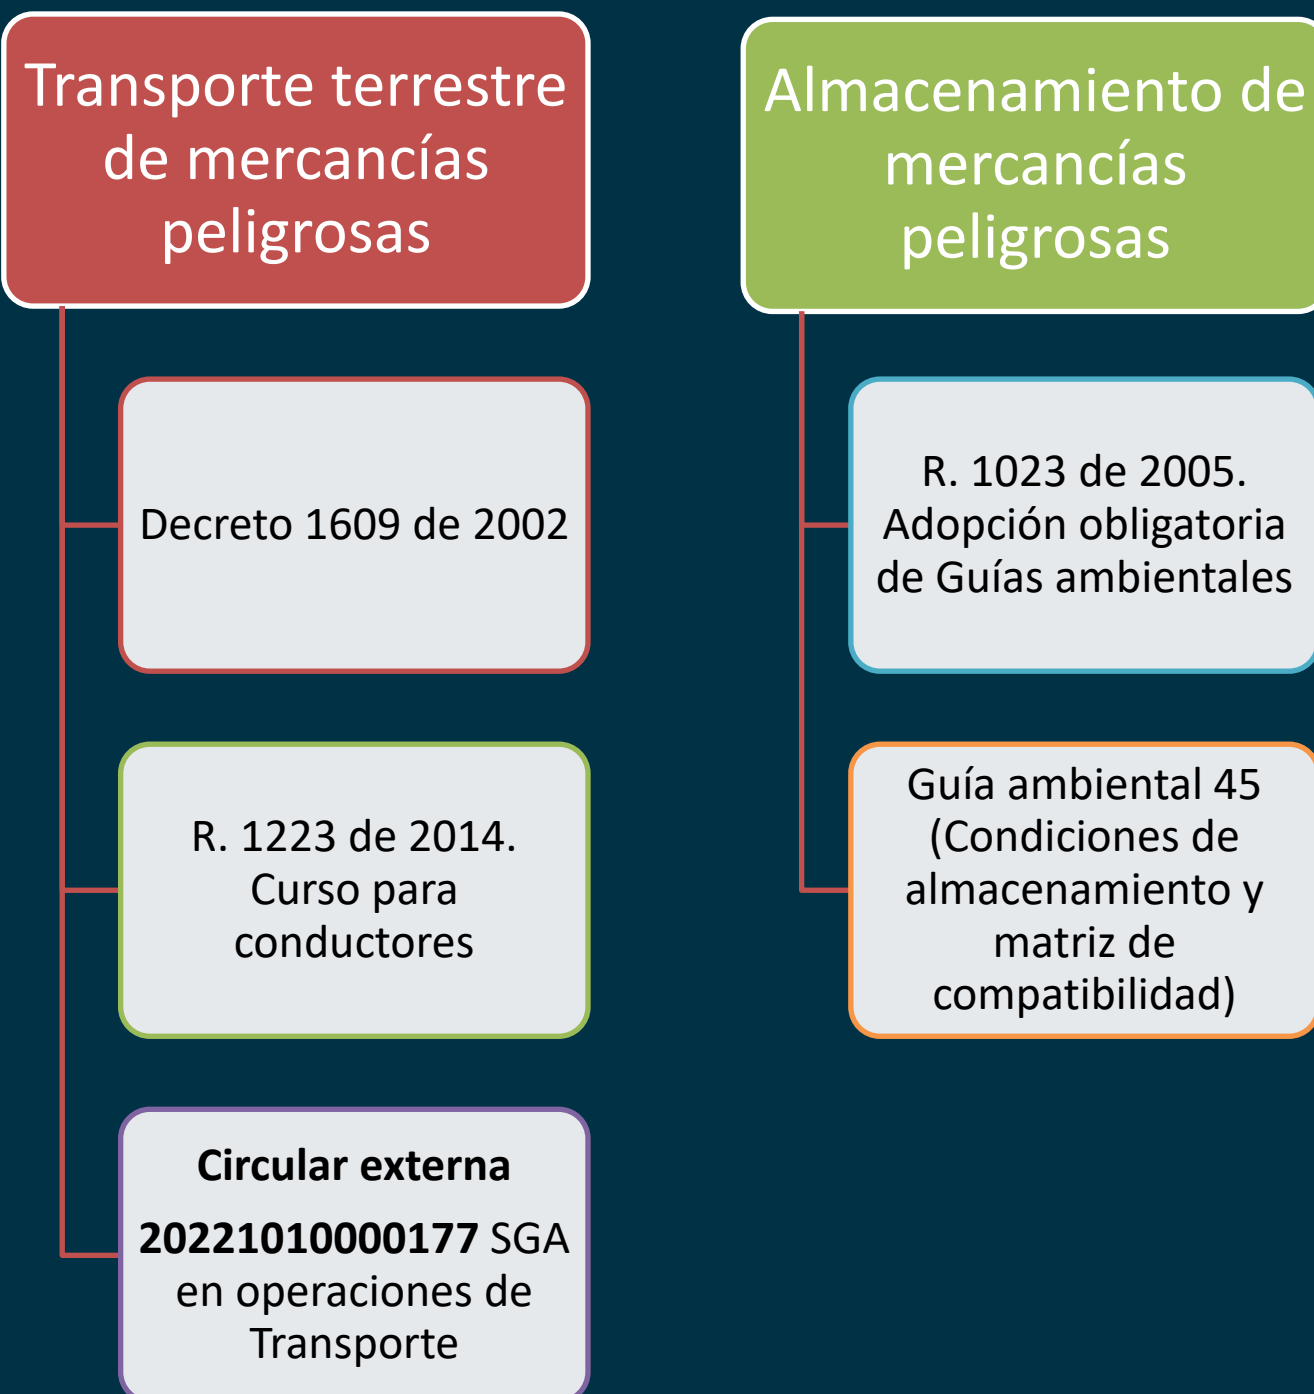 Transporte terrestre
de mercancías
peligrosas
Decreto 1609 de 2002
R. 1223 de 2014.
Curso para
conductores
Circular externa
20221010000177 SGA
en operaciones de
Transporte
Almacenamiento de
mercancías
peligrosas
R. 1023 de 2005.
Adopción obligatoria
de Guías ambientales
Guía ambiental 45
(Condiciones de
almacenamiento y
matriz de
compatibilidad)